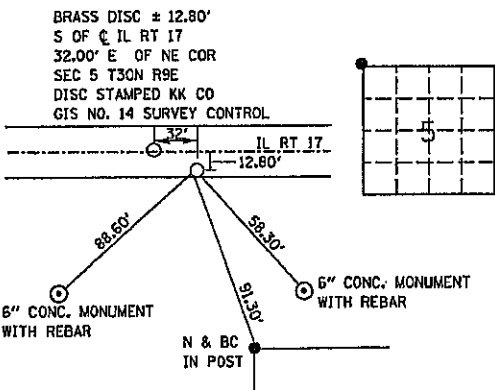 BRASS DISC ± 12.80'
S OF ℄ IL RT 17
32.00' E OF NE COR
SEC 5 T30N R9E
DISC STAMPED KK CO
GIS NO. 14 SURVEY CONTROL
32'
IL RT 17
12.80'
5
88.60'
58.30'
91.30'
6" CONC. MONUMENT
WITH REBAR
6" CONC. MONUMENT
WITH REBAR
N & BC
IN POST